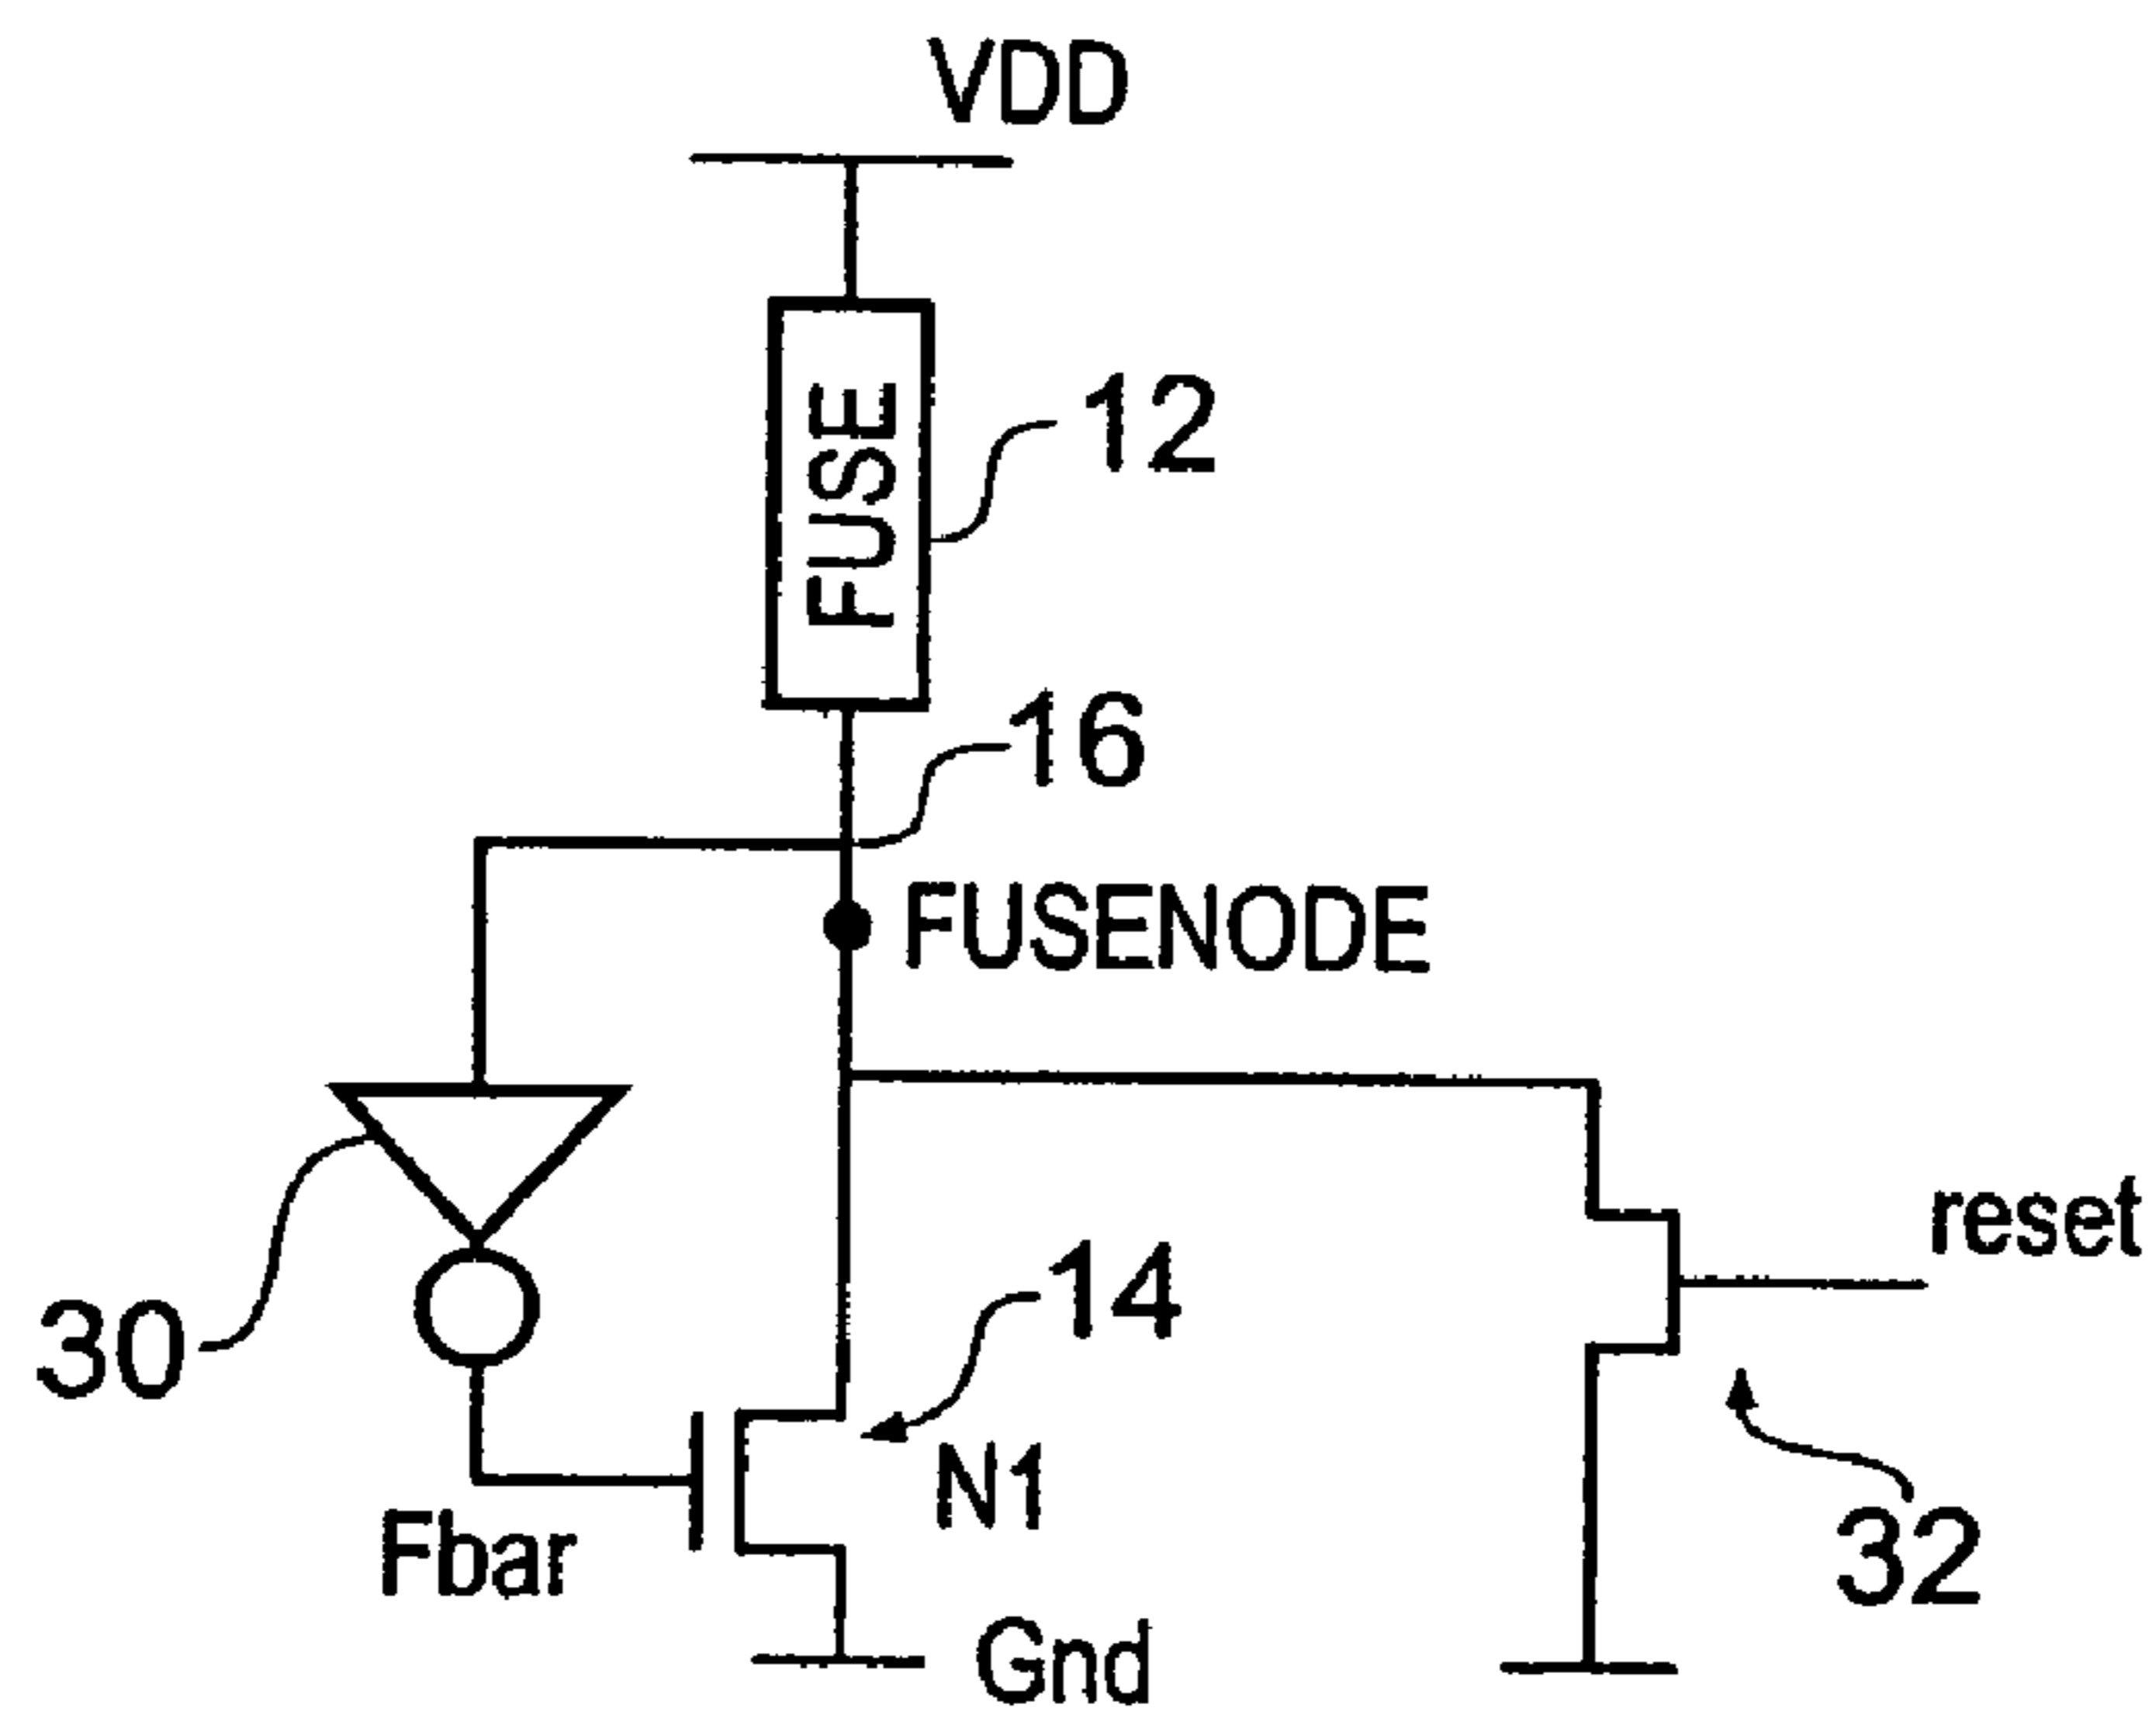 VDD
FUSE
12
16
FUSENODE
reset
14
30
N1
Fbar
32
Gnd